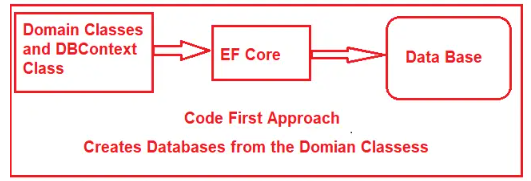 Domain Classes
and DBContext
Class
EF Core
Data Base
Code First Approach
Creates Databases from the Domian Classess